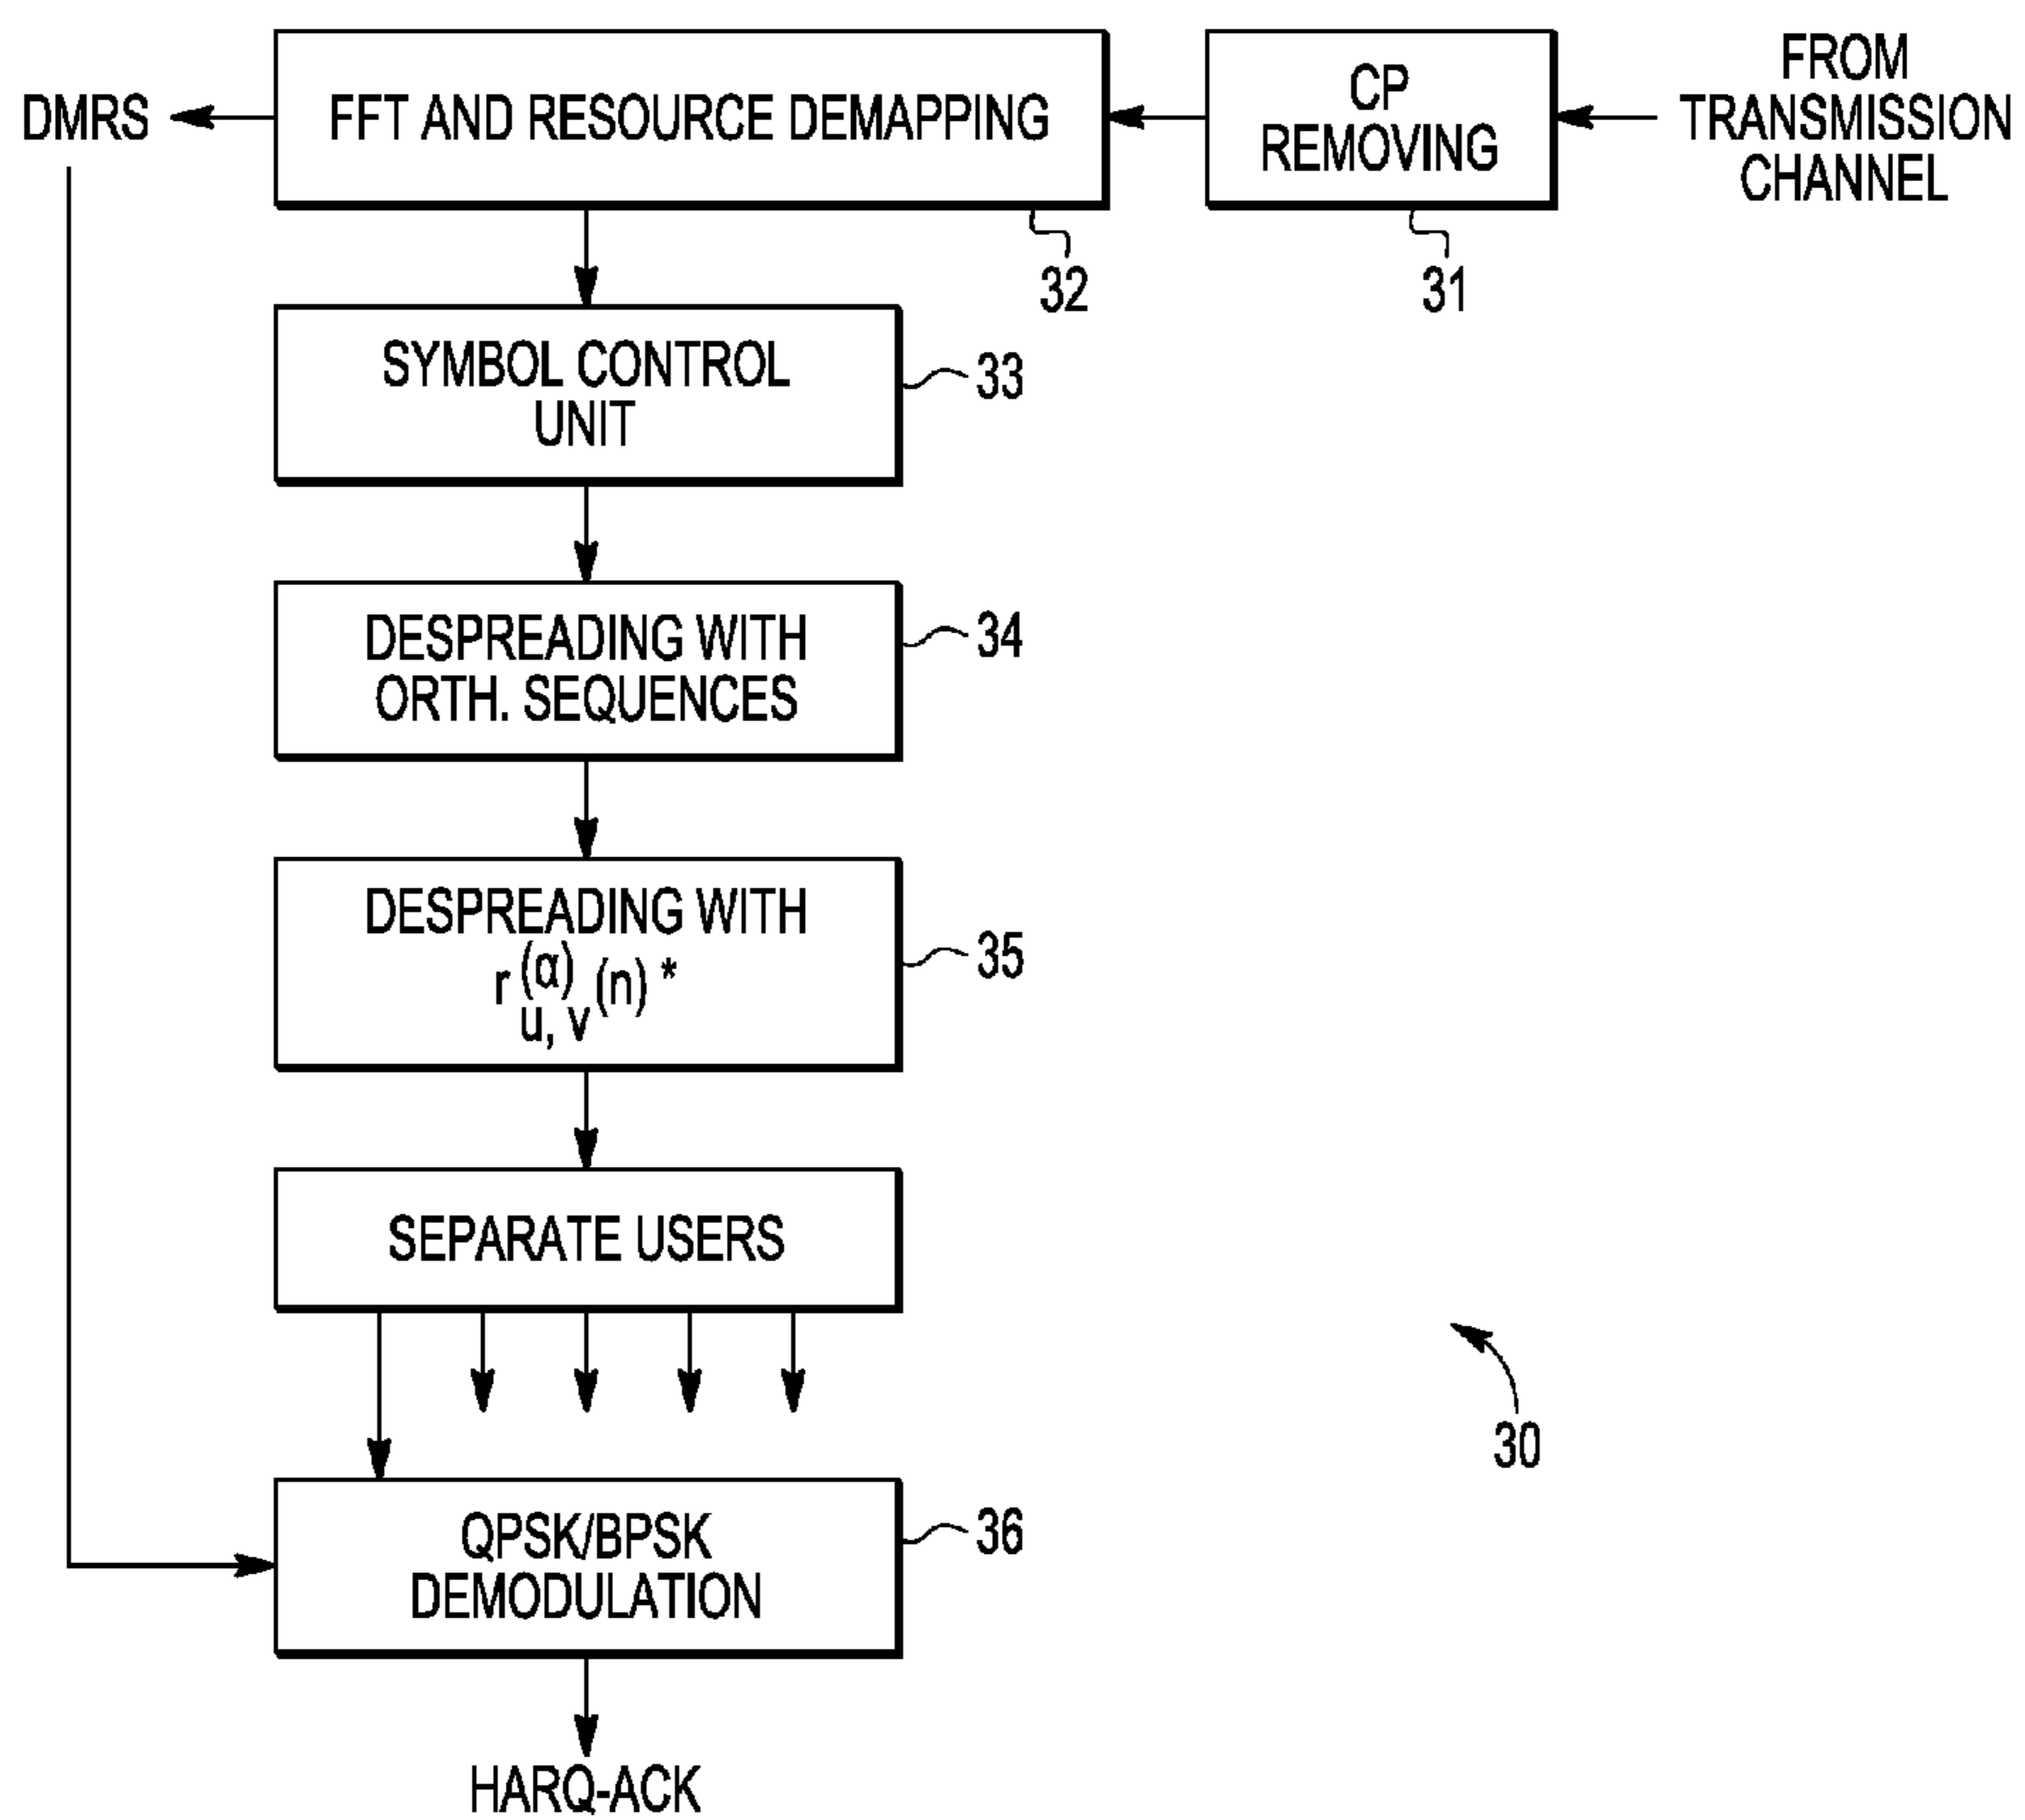 DMRS
FFT AND RESOURCE DEMAPPING
CP
REMOVING
FROM
TRANSMISSION
CHANNEL
32
31
SYMBOL CONTROL
UNIT
33
DESPREADING WITH
ORTH. SEQUENCES
34
DESPREADING WITH
r (α) u, v (n) *
35
SEPARATE USERS
30
QPSK/BPSK
DEMODULATION
36
HARQ-ACK